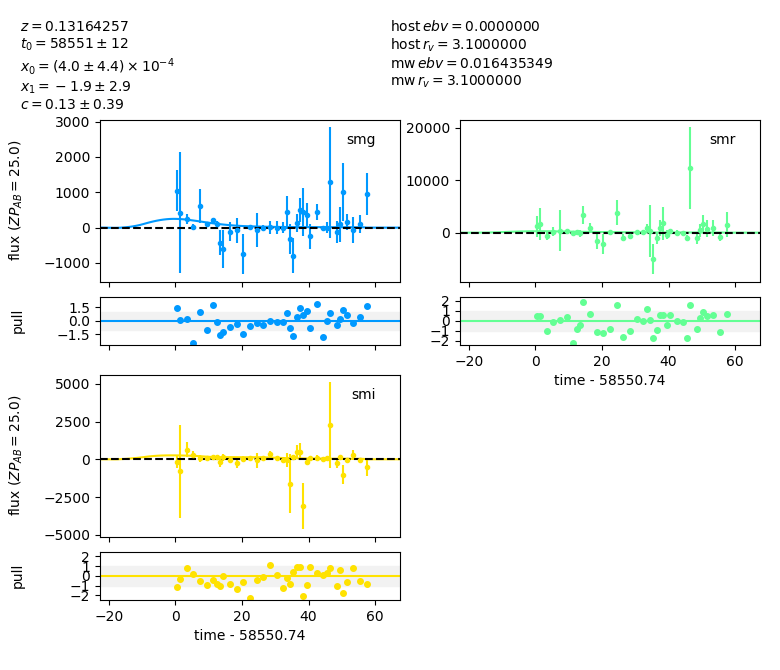 z = 0.13164257
t₀ = 58551 ± 12
x₀ = (4.0 ± 4.4) × 10⁻⁴
x₁ = −1.9 ± 2.9
c = 0.13 ± 0.39
host ebv = 0.0000000
host r_v = 3.1000000
mw ebv = 0.016435349
mw r_v = 3.1000000
flux (ZP_AB = 25.0)
3000
2000
1000
0
−1000
smg
20000
10000
0
smr
pull
1.5
0.0
−1.5
2
1
0
−1
−2
−20 0 20 40 60
time - 58550.74
flux (ZP_AB = 25.0)
5000
2500
0
−2500
−5000
smi
pull
2
1
0
−1
−2
−20 0 20 40 60
time - 58550.74